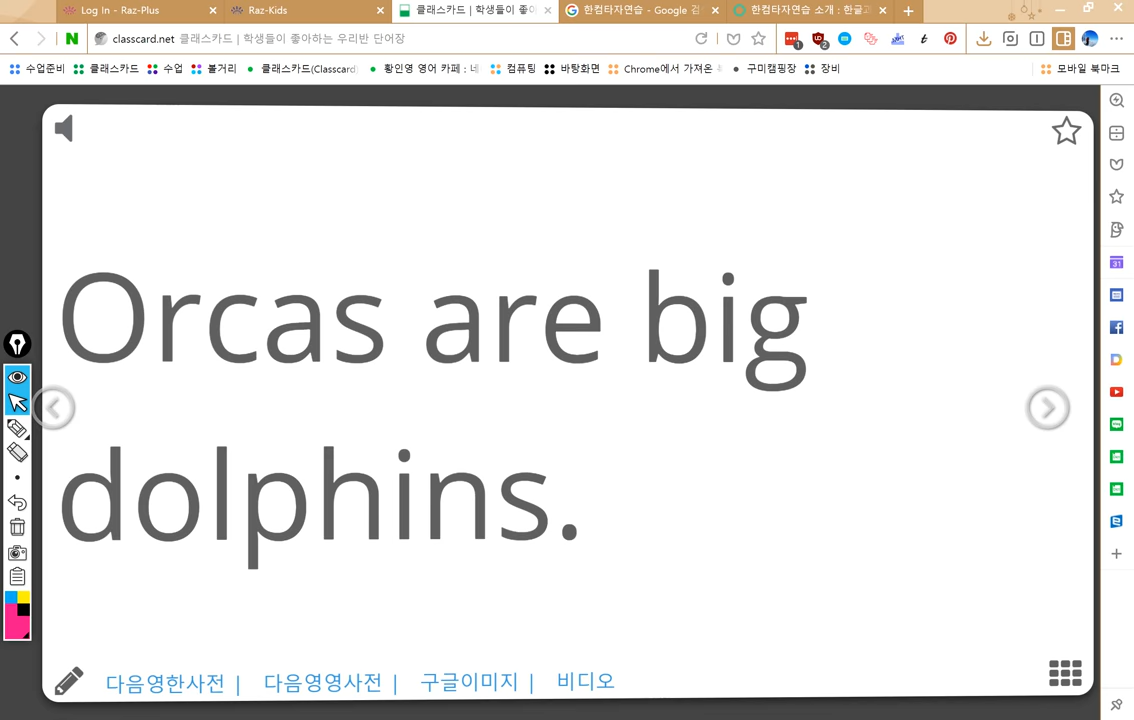 Log In - Raz-Plus
Raz-Kids
클래스카드 | 학생들이 좋아
한컴타자연습 - Google 검
한컴타자연습 소개 : 한글과
N
classcard.net 클래스카드 | 학생들이 좋아하는 우리반 단어장
수업준비
클래스카드
수업
볼거리
클래스카드(Classcard
황인영 영어 카페 ; 네
컴퓨팅
바탕화면
Chrome에서 가져온
구미캠핑장
장비
모바일 북마크
Orcas are big
dolphins.
다음영한사전 |
다음영영사전 |
구글이미지 |
비디오
31